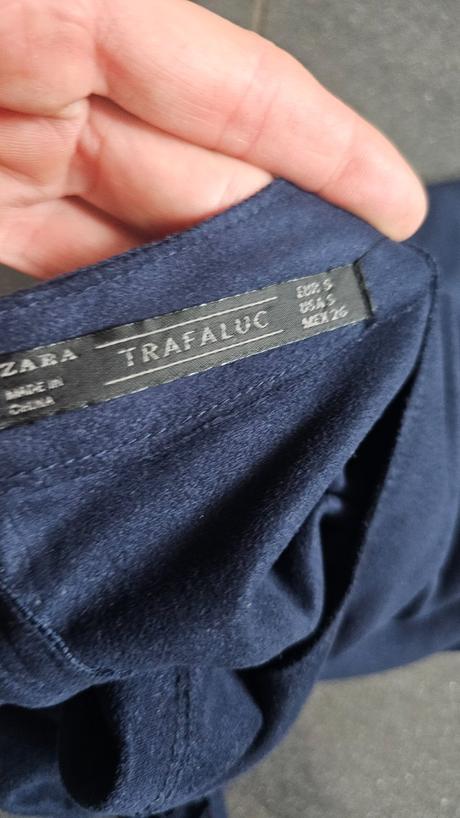 ZARA
MADE IN
CHINA
TRAFALUC
EUR S
USA S
MEX 26